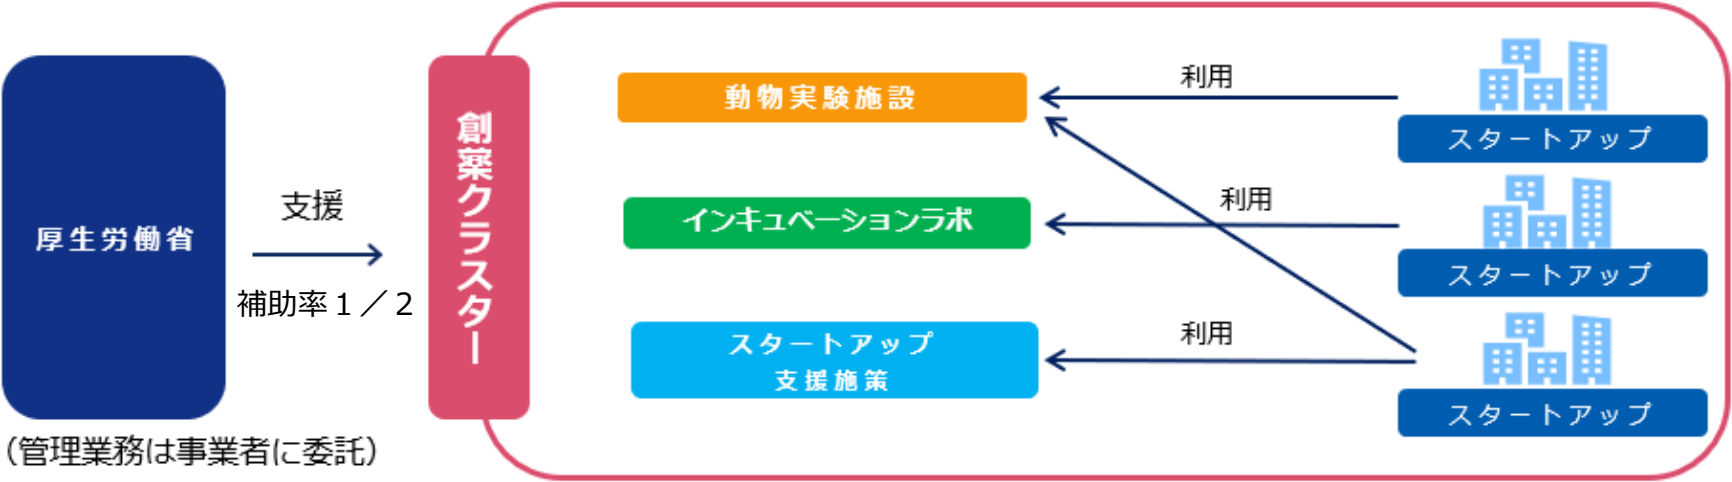 厚生労働省
(管理業務は事業者に委託)
支援
補助率1/2
創薬クラスター
動物実験施設
利用
スタートアップ
インキュベーションラボ
利用
スタートアップ
スタートアップ
支援施策
利用
スタートアップ